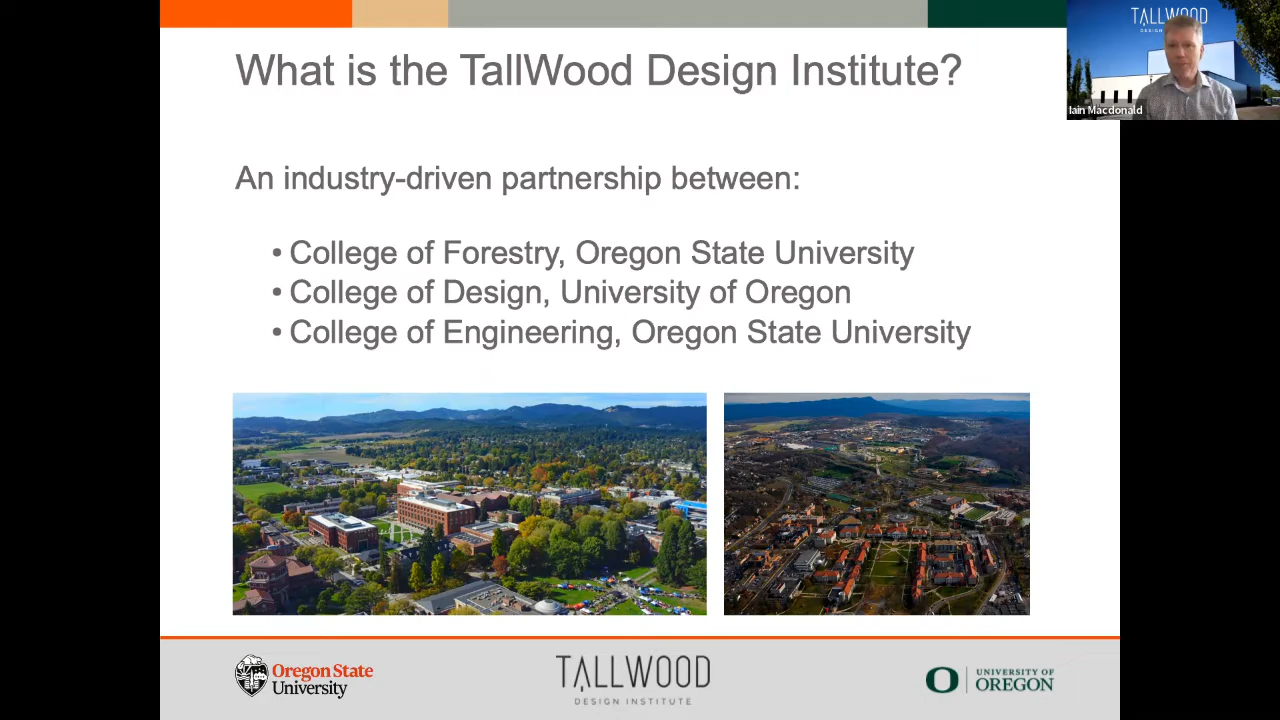 What is the TallWood Design Institute?
TALLWOOD
DESIGN
Iain Macdonald
An industry-driven partnership between:
• College of Forestry, Oregon State University
• College of Design, University of Oregon
• College of Engineering, Oregon State University
Oregon State
University
TALLWOOD
DESIGN INSTITUTE
O
UNIVERSITY OF
OREGON